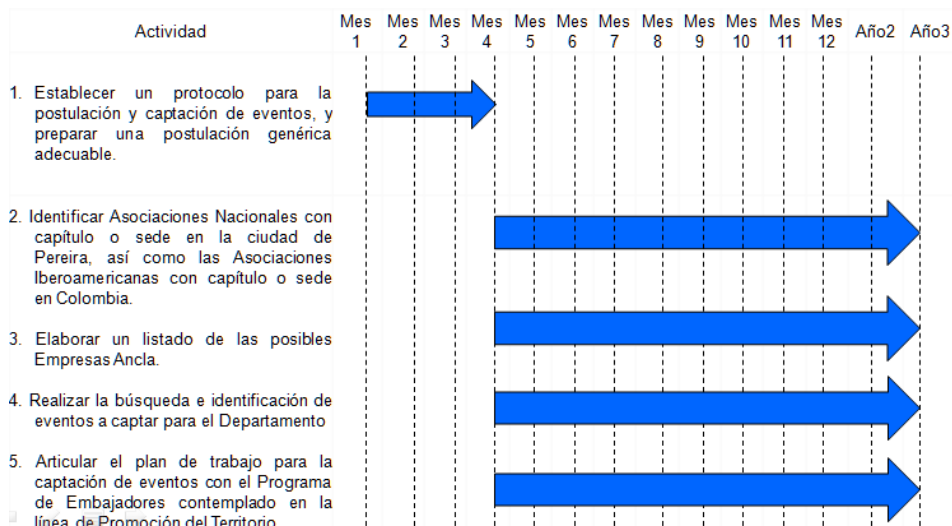 Actividad Mes Mes Mes Mes Mes Mes Mes Mes Mes Mes Mes Mes Año2 Año3
1 2 3 4 5 6 7 8 9 10 11 12
1. Establecer un protocolo para la
postulación y captación de eventos, y
preparar una postulación genérica
adecuable.
2. Identificar Asociaciones Nacionales con
capítulo o sede en la ciudad de
Pereira, así como las Asociaciones
Iberoamericanas con capítulo o sede
en Colombia.
3. Elaborar un listado de las posibles
Empresas Ancla.
4. Realizar la búsqueda e identificación de
eventos a captar para el Departamento
5. Articular el plan de trabajo para la
captación de eventos con el Programa
de Embajadores contemplado en la
línea de Promoción del Territorio